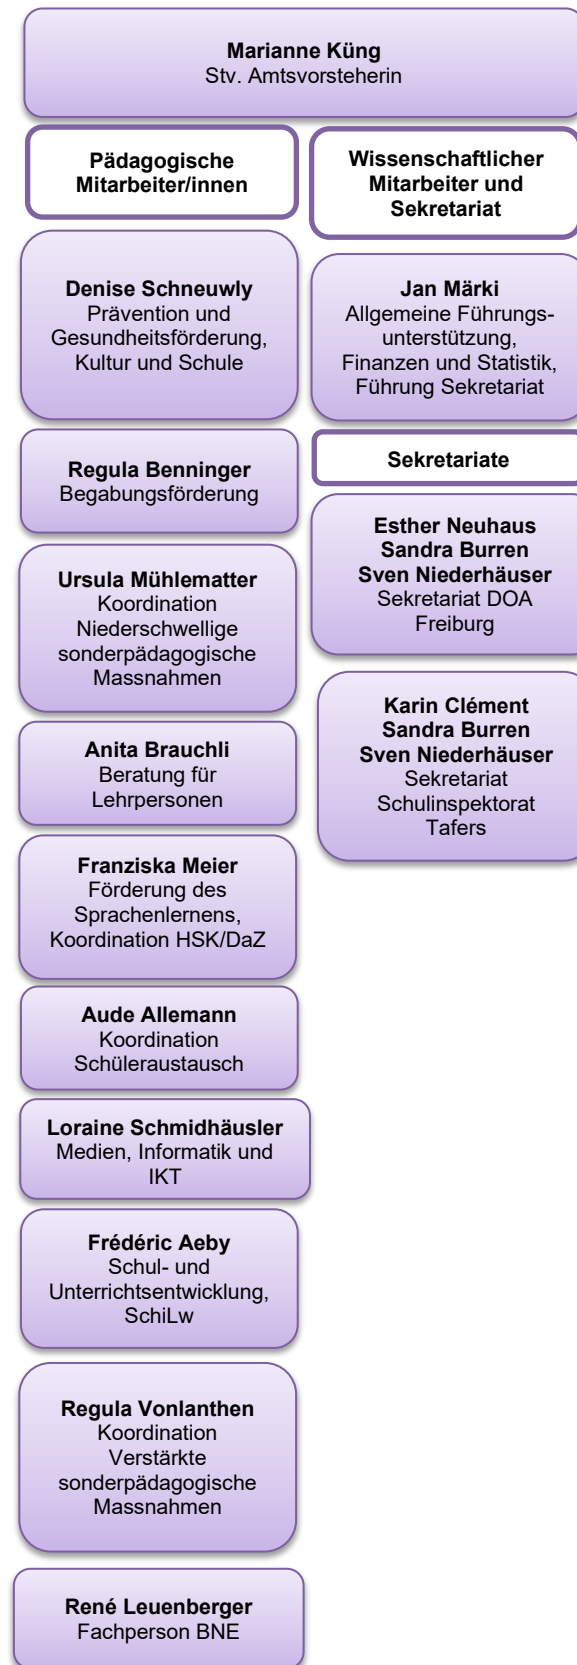 Marianne Küng
Stv. Amtsvorsteherin
Pädagogische
Mitarbeiter/innen
Denise Schneuwly
Prävention und
Gesundheitsförderung,
Kultur und Schule
Regula Benninger
Begabungsförderung
Ursula Mühlematter
Koordination
Niederschwellige
sonderpädagogische
Massnahmen
Anita Brauchli
Beratung für
Lehrpersonen
Franziska Meier
Förderung des
Sprachenlernens,
Koordination HSK/DaZ
Aude Allemann
Koordination
Schüleraustausch
Loraine Schmidhäusler
Medien, Informatik und
IKT
Frédéric Aeby
Schul- und
Unterrichtsentwicklung,
SchiLw
Regula Vonlanthen
Koordination
Verstärkte
sonderpädagogische
Massnahmen
René Leuenberger
Fachperson BNE
Wissenschaftlicher
Mitarbeiter und
Sekretariat
Jan Märki
Allgemeine Führungs-
unterstützung,
Finanzen und Statistik,
Führung Sekretariat
Sekretariate
Esther Neuhaus
Sandra Burren
Sven Niederhäuser
Sekretariat DOA
Freiburg
Karin Clément
Sandra Burren
Sven Niederhäuser
Sekretariat
Schulinspektorat
Tafers